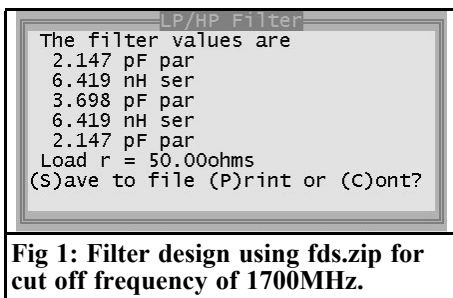 LP/HP Filter
The filter values are
2.147 pF par
6.419 nH ser
3.698 pF par
6.419 nH ser
2.147 pF par
Load r = 50.00ohms
(S)ave to file (P)rint or (C)ont?
Fig 1: Filter design using fds.zip for
cut off frequency of 1700MHz.